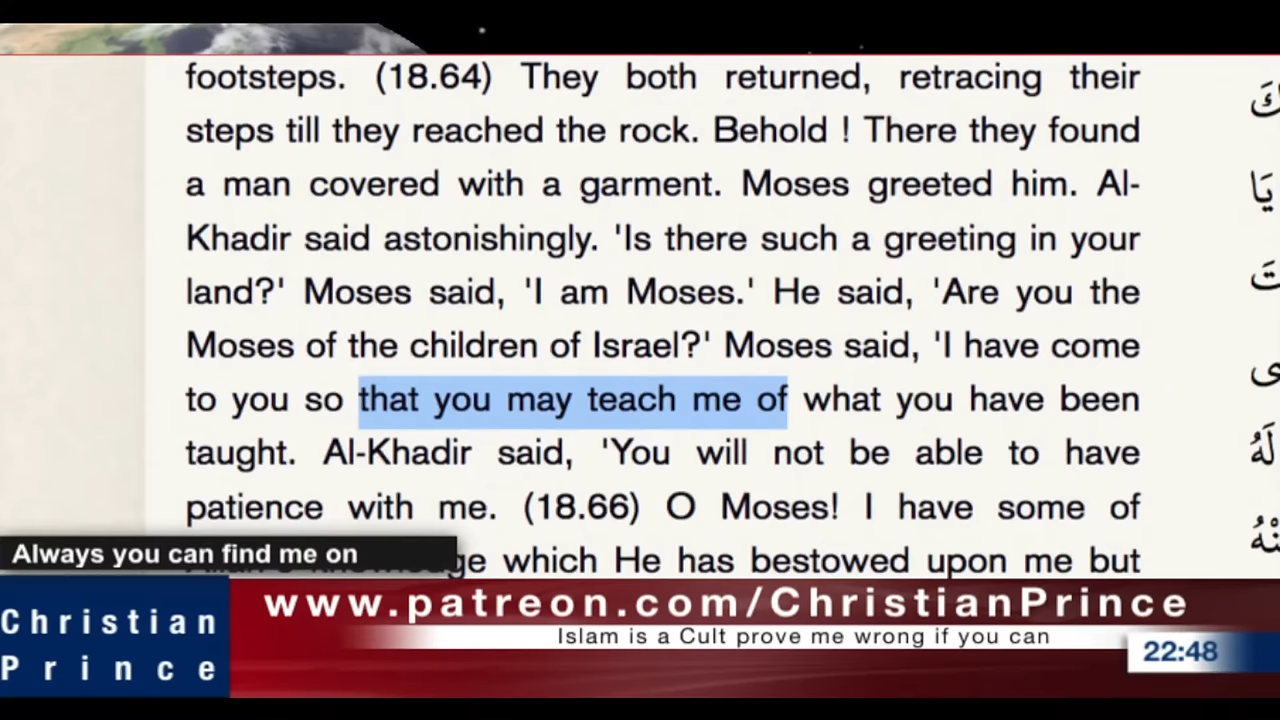 footsteps. (18.64) They both returned, retracing their
steps till they reached the rock. Behold ! There they found
a man covered with a garment. Moses greeted him. Al-
Khadir said astonishingly. 'Is there such a greeting in your
land?' Moses said, 'I am Moses.' He said, 'Are you the
Moses of the children of Israel?' Moses said, 'I have come
to you so that you may teach me of what you have been
taught. Al-Khadir said, 'You will not be able to have
patience with me. (18.66) O Moses! I have some of
which He has bestowed upon me but
يَا
لَهُ
Always you can find me on
www.patreon.com/ChristianPrince
Islam is a Cult prove me wrong if you can
Christian
Prince
22:48